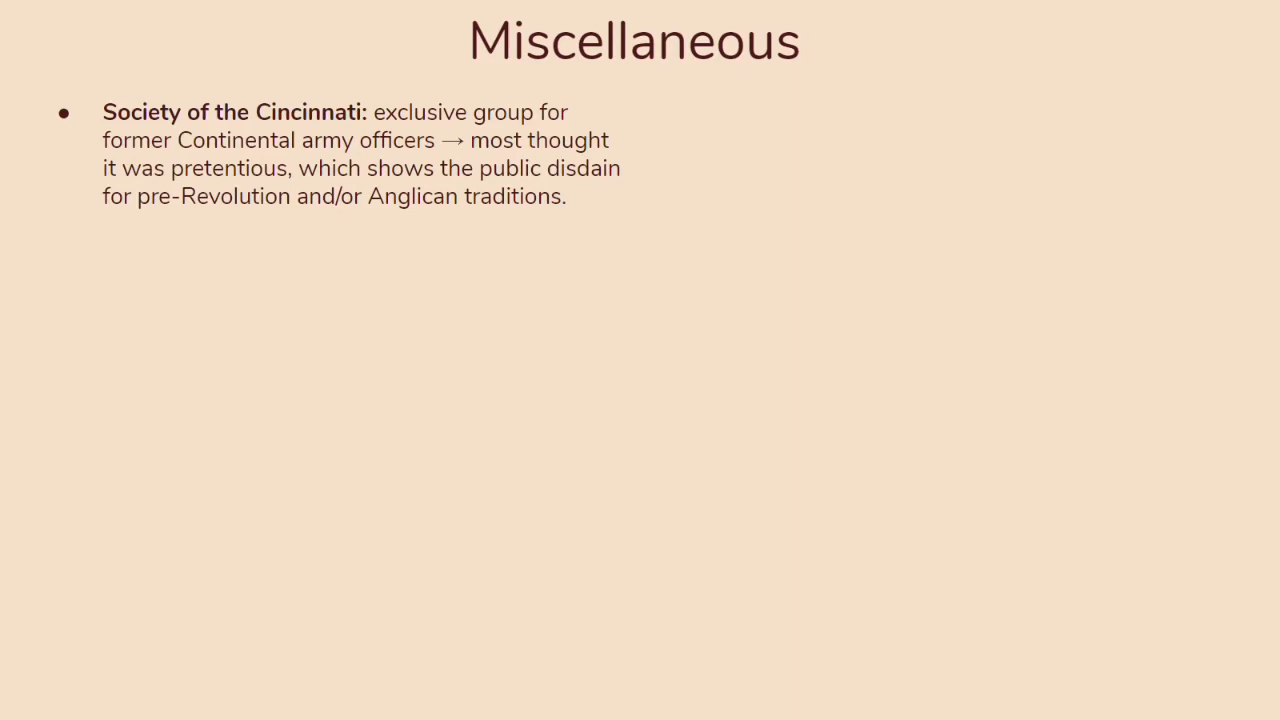 Miscellaneous
● Society of the Cincinnati: exclusive group for
former Continental army officers → most thought
it was pretentious, which shows the public disdain
for pre-Revolution and/or Anglican traditions.